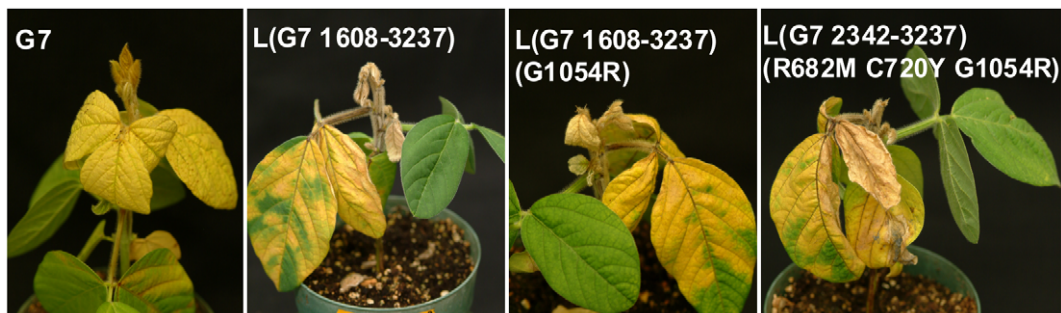 G7
L(G7 1608-3237)
L(G7 1608-3237)
(G1054R)
L(G7 2342-3237)
(R682M C720Y G1054R)